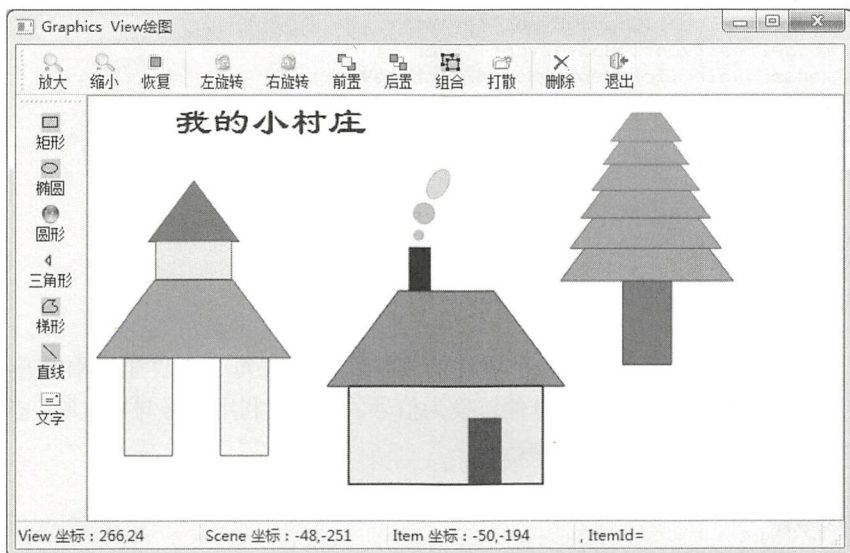 Graphics View绘图
放大 缩小 恢复 左旋转 右旋转 前置 后置 组合 打散 删除 退出
矩形
椭圆
圆形
三角形
梯形
直线
文字
我的小村庄
View 坐标：266,24 Scene 坐标：-48,-251 Item 坐标：-50,-194 , ItemId=